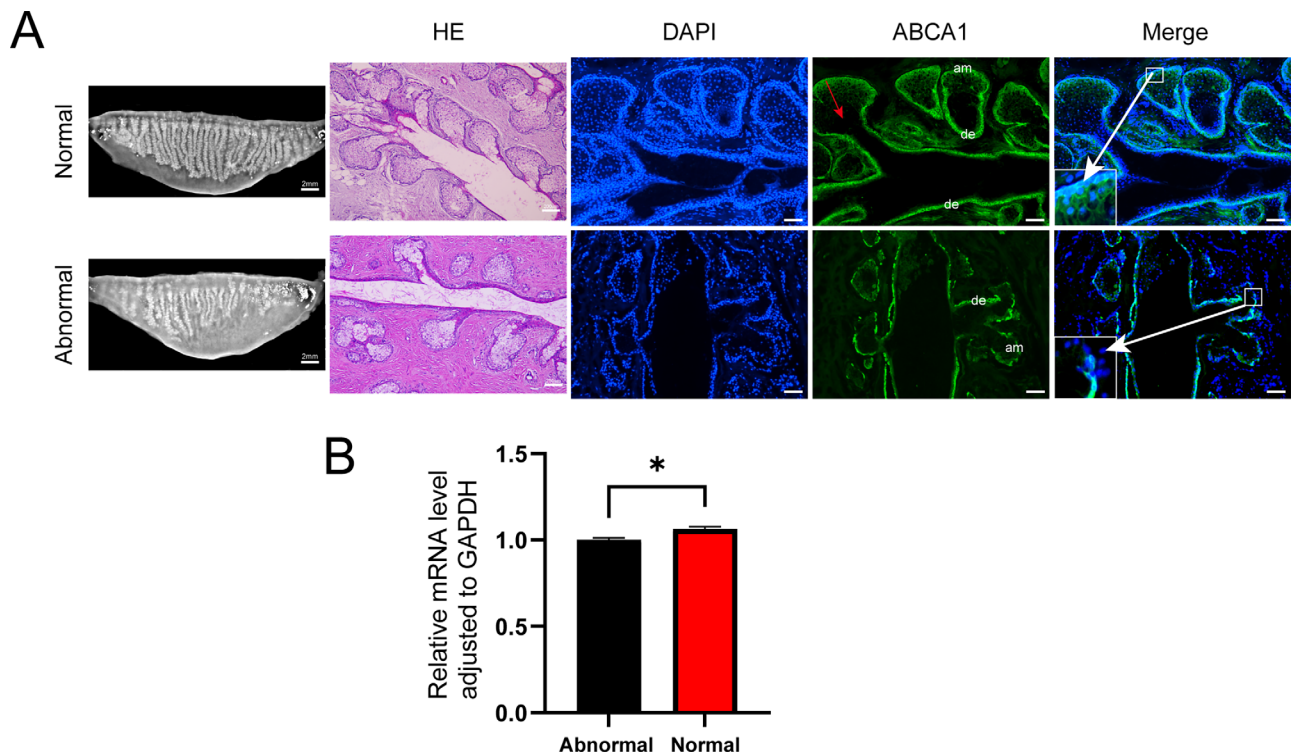 A
HE
DAPI
ABCA1
Merge
Normal
2mm
am
de
de
Abnormal
2mm
de
am
B
Relative mRNA level
adjusted to GAPDH
1.5
*
1.0
0.5
0.0
Abnormal
Normal